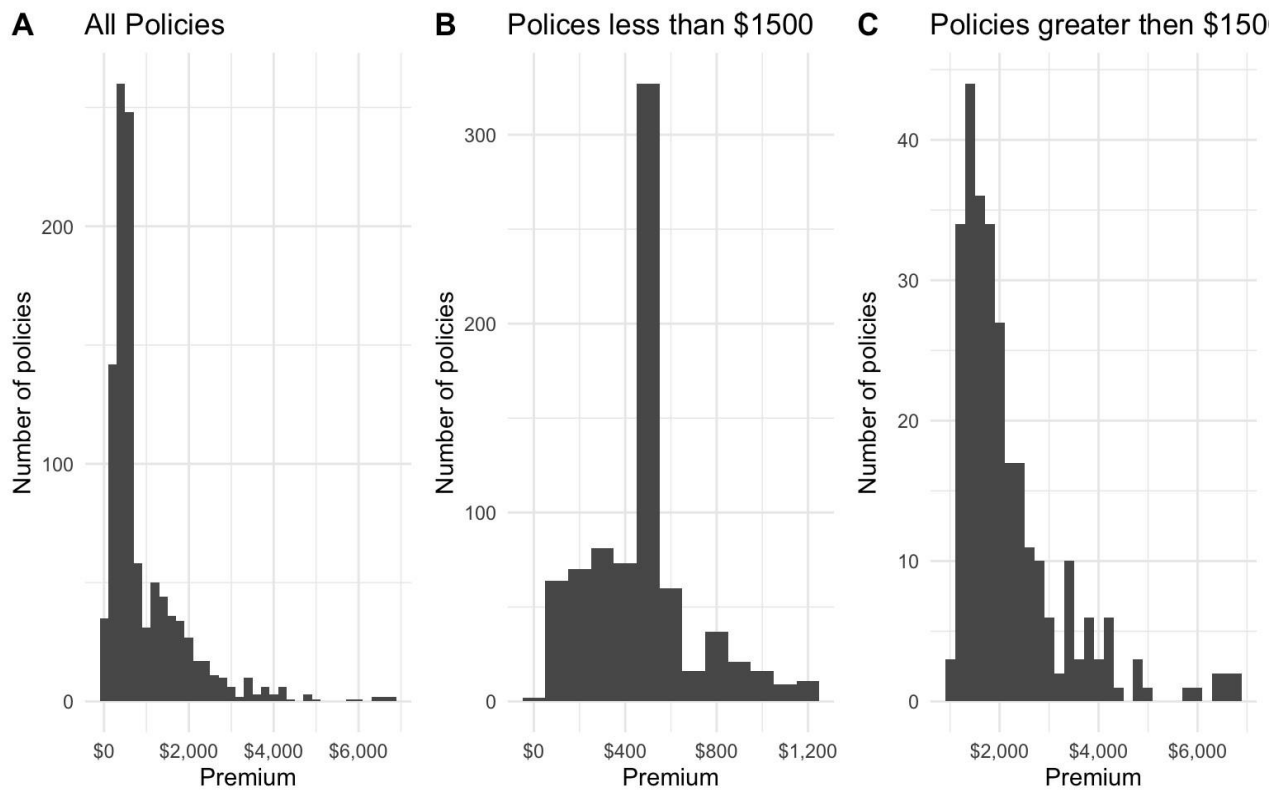 A All Policies
Number of policies
200
100
0
$0 $2,000 $4,000 $6,000
Premium
B Polices less than $1500
Number of policies
300
200
100
0
$0 $400 $800 $1,200
Premium
C Policies greater then $150
Number of policies
40
30
20
10
0
$2,000 $4,000 $6,000
Premium